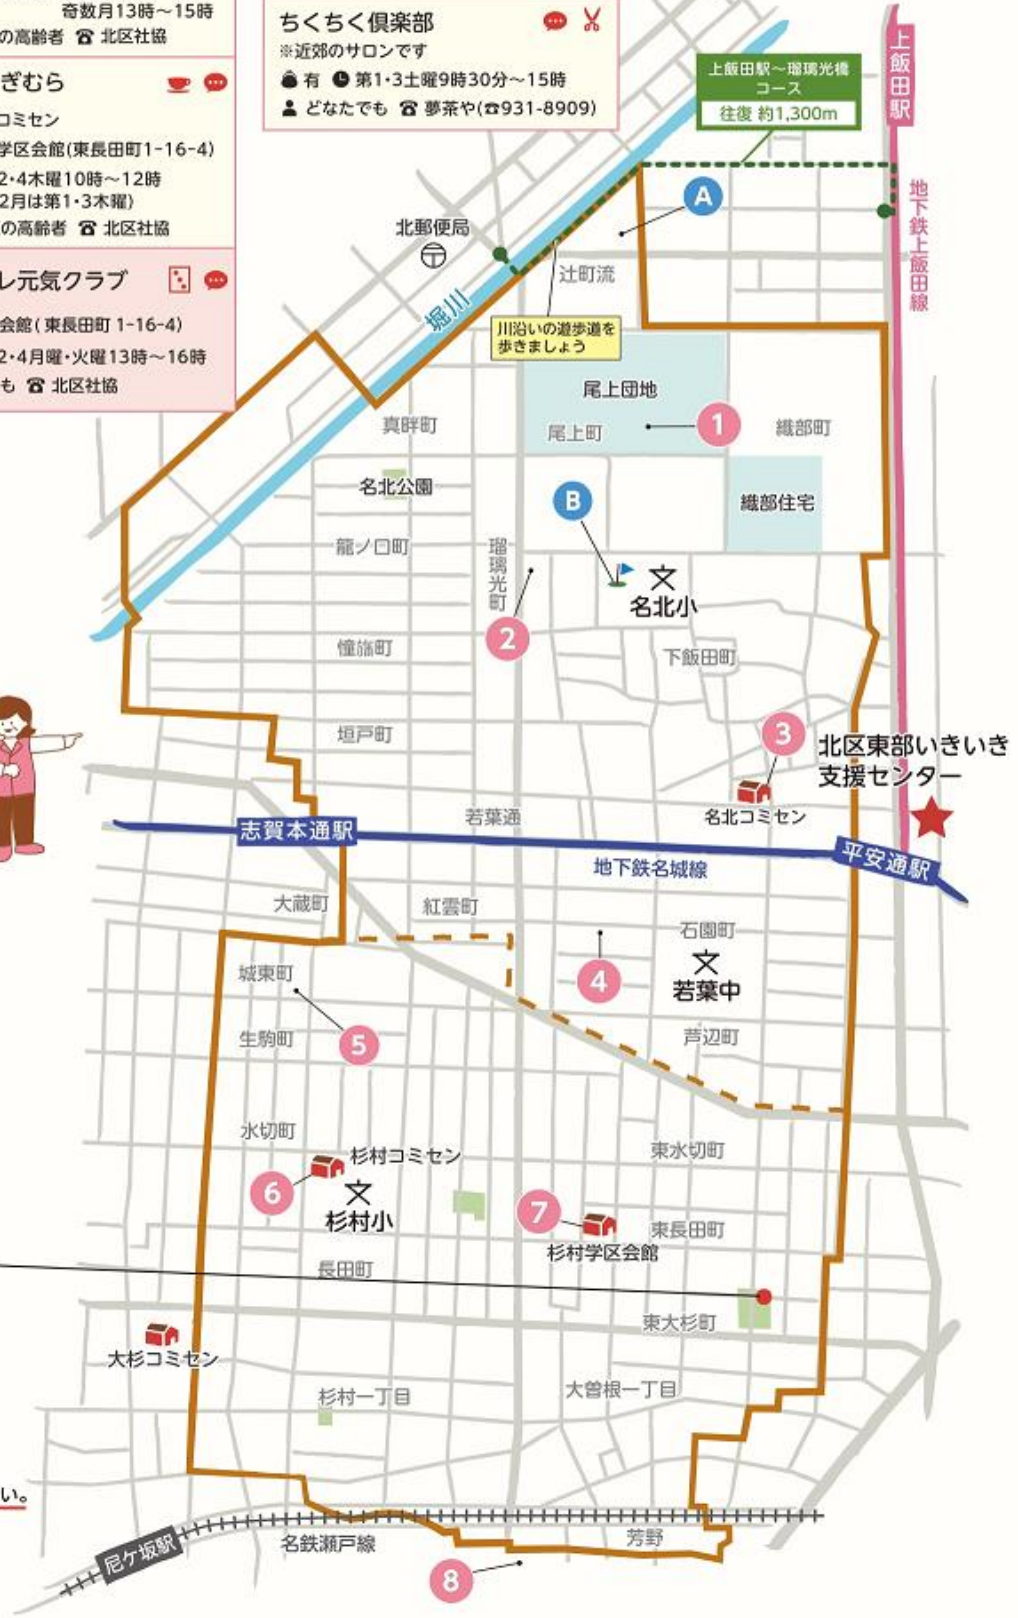 奇数月13時～15時
の高齢者 ☎ 北区社協
ぎむら
コミセン
学区会館(東長田町1-16-4)
2・4木曜10時～12時
2月は第1・3木曜)
の高齢者 ☎ 北区社協
レ元気クラブ
会館( 東長田町 1-16-4)
2・4月曜・火曜13時～16時
も ☎ 北区社協
ちくちく倶楽部
※近郊のサロンです
有 第1・3土曜9時30分～15時
どなたでも ☎ 夢茶や(☎931-8909)
上飯田駅～瑠璃光橋
コース
往復 約1,300m
上飯田駅
地下鉄上飯田線
A
北郵便局
辻町流
堀川
川沿いの遊歩道を
歩きましょう
尾上団地
真畔町
尾上町
1
織部町
名北公園
B
織部住宅
龍ノ口町
瑠璃光町
文
名北小
2
憧旅町
下飯田町
垣戸町
3
北区東部いきいき
支援センター
名北コミセン
若葉通
志賀本通駅
平安通駅
地下鉄名城線
大蔵町
紅雲町
石園町
文
若葉中
城東町
4
生駒町
5
芦辺町
水切町
杉村コミセン
東水切町
6
文
杉村小
7
東長田町
杉村学区会館
長田町
東大杉町
大杉コミセン
杉村一丁目
大曽根一丁目
い。
尼ケ坂駅
名鉄瀬戸線
芳野
8